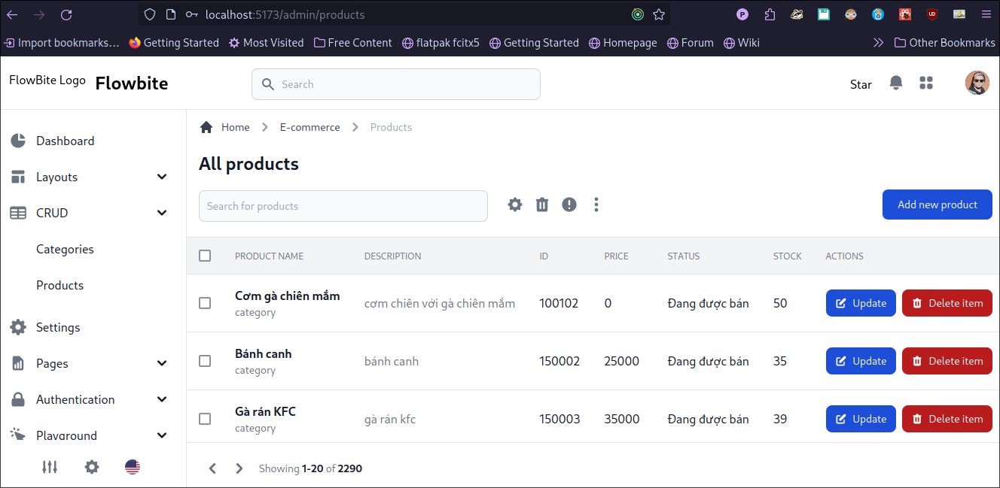 localhost:5173/admin/products
Import bookmarks... Getting Started Most Visited Free Content flatpak fcitx5 Getting Started Homepage Forum Wiki Other Bookmarks
FlowBite Logo Flowbite Search Star
Home E-commerce Products
All products
Search for products Add new product
Dashboard
Layouts
CRUD
Categories
Products
Settings
Pages
Authentication
Playground
PRODUCT NAME DESCRIPTION ID PRICE STATUS STOCK ACTIONS
Cơm gà chiên mắm
category
cơm chiên với gà chiên mắm 100102 0 Đang được bán 50 Update Delete item
Bánh canh
category
bánh canh 150002 25000 Đang được bán 35 Update Delete item
Gà rán KFC
category
gà rán kfc 150003 35000 Đang được bán 39 Update Delete item
Showing 1-20 of 2290